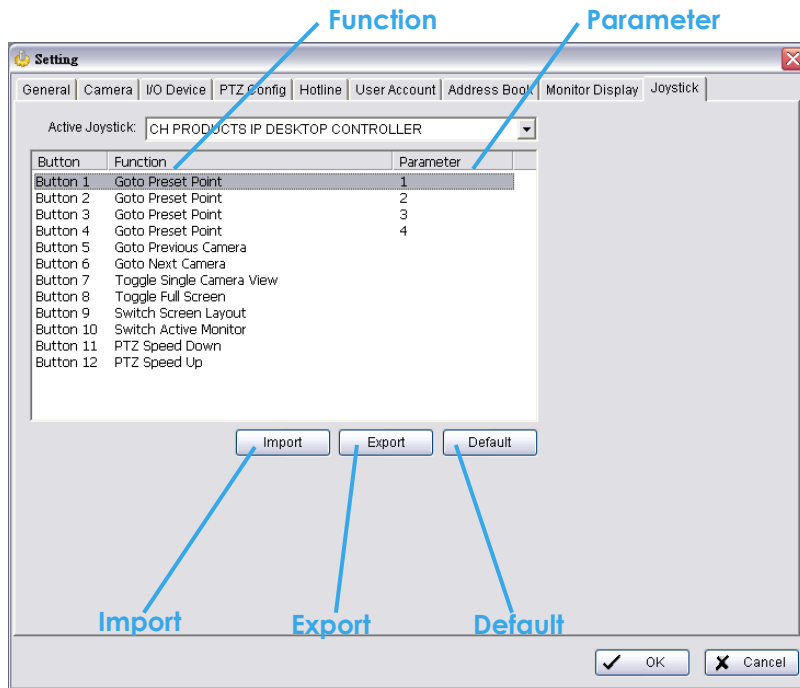 Function Parameter
Setting
General Camera I/O Device PTZ Config Hotline User Account Address Book Monitor Display Joystick
Active Joystick: CH PRODUCTS IP DESKTOP CONTROLLER
Button Function Parameter
Button 1 Goto Preset Point 1
Button 2 Goto Preset Point 2
Button 3 Goto Preset Point 3
Button 4 Goto Preset Point 4
Button 5 Goto Previous Camera
Button 6 Goto Next Camera
Button 7 Toggle Single Camera View
Button 8 Toggle Full Screen
Button 9 Switch Screen Layout
Button 10 Switch Active Monitor
Button 11 PTZ Speed Down
Button 12 PTZ Speed Up
Import Export Default
Import Export Default
OK Cancel